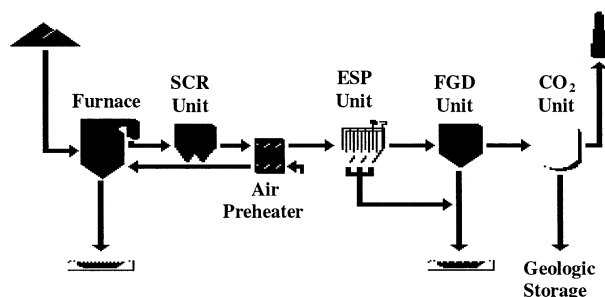 Furnace
SCR
Unit
Air
Preheater
ESP
Unit
FGD
Unit
CO₂
Unit
Geologic
Storage